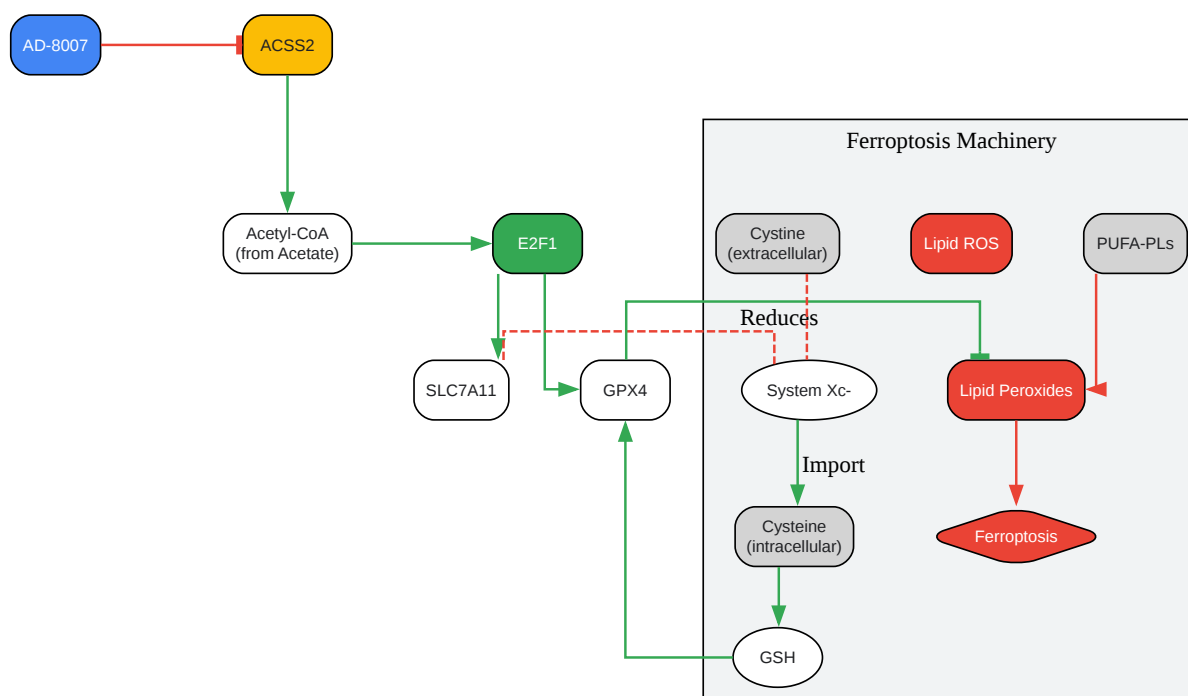 AD-8007
ACSS2
Ferroptosis Machinery
Acetyl-CoA
(from Acetate)
E2F1
Cystine
(extracellular)
Lipid ROS
PUFA-PLs
Reduces
SLC7A11
GPX4
System Xc-
Lipid Peroxides
Import
Cysteine
(intracellular)
Ferroptosis
GSH